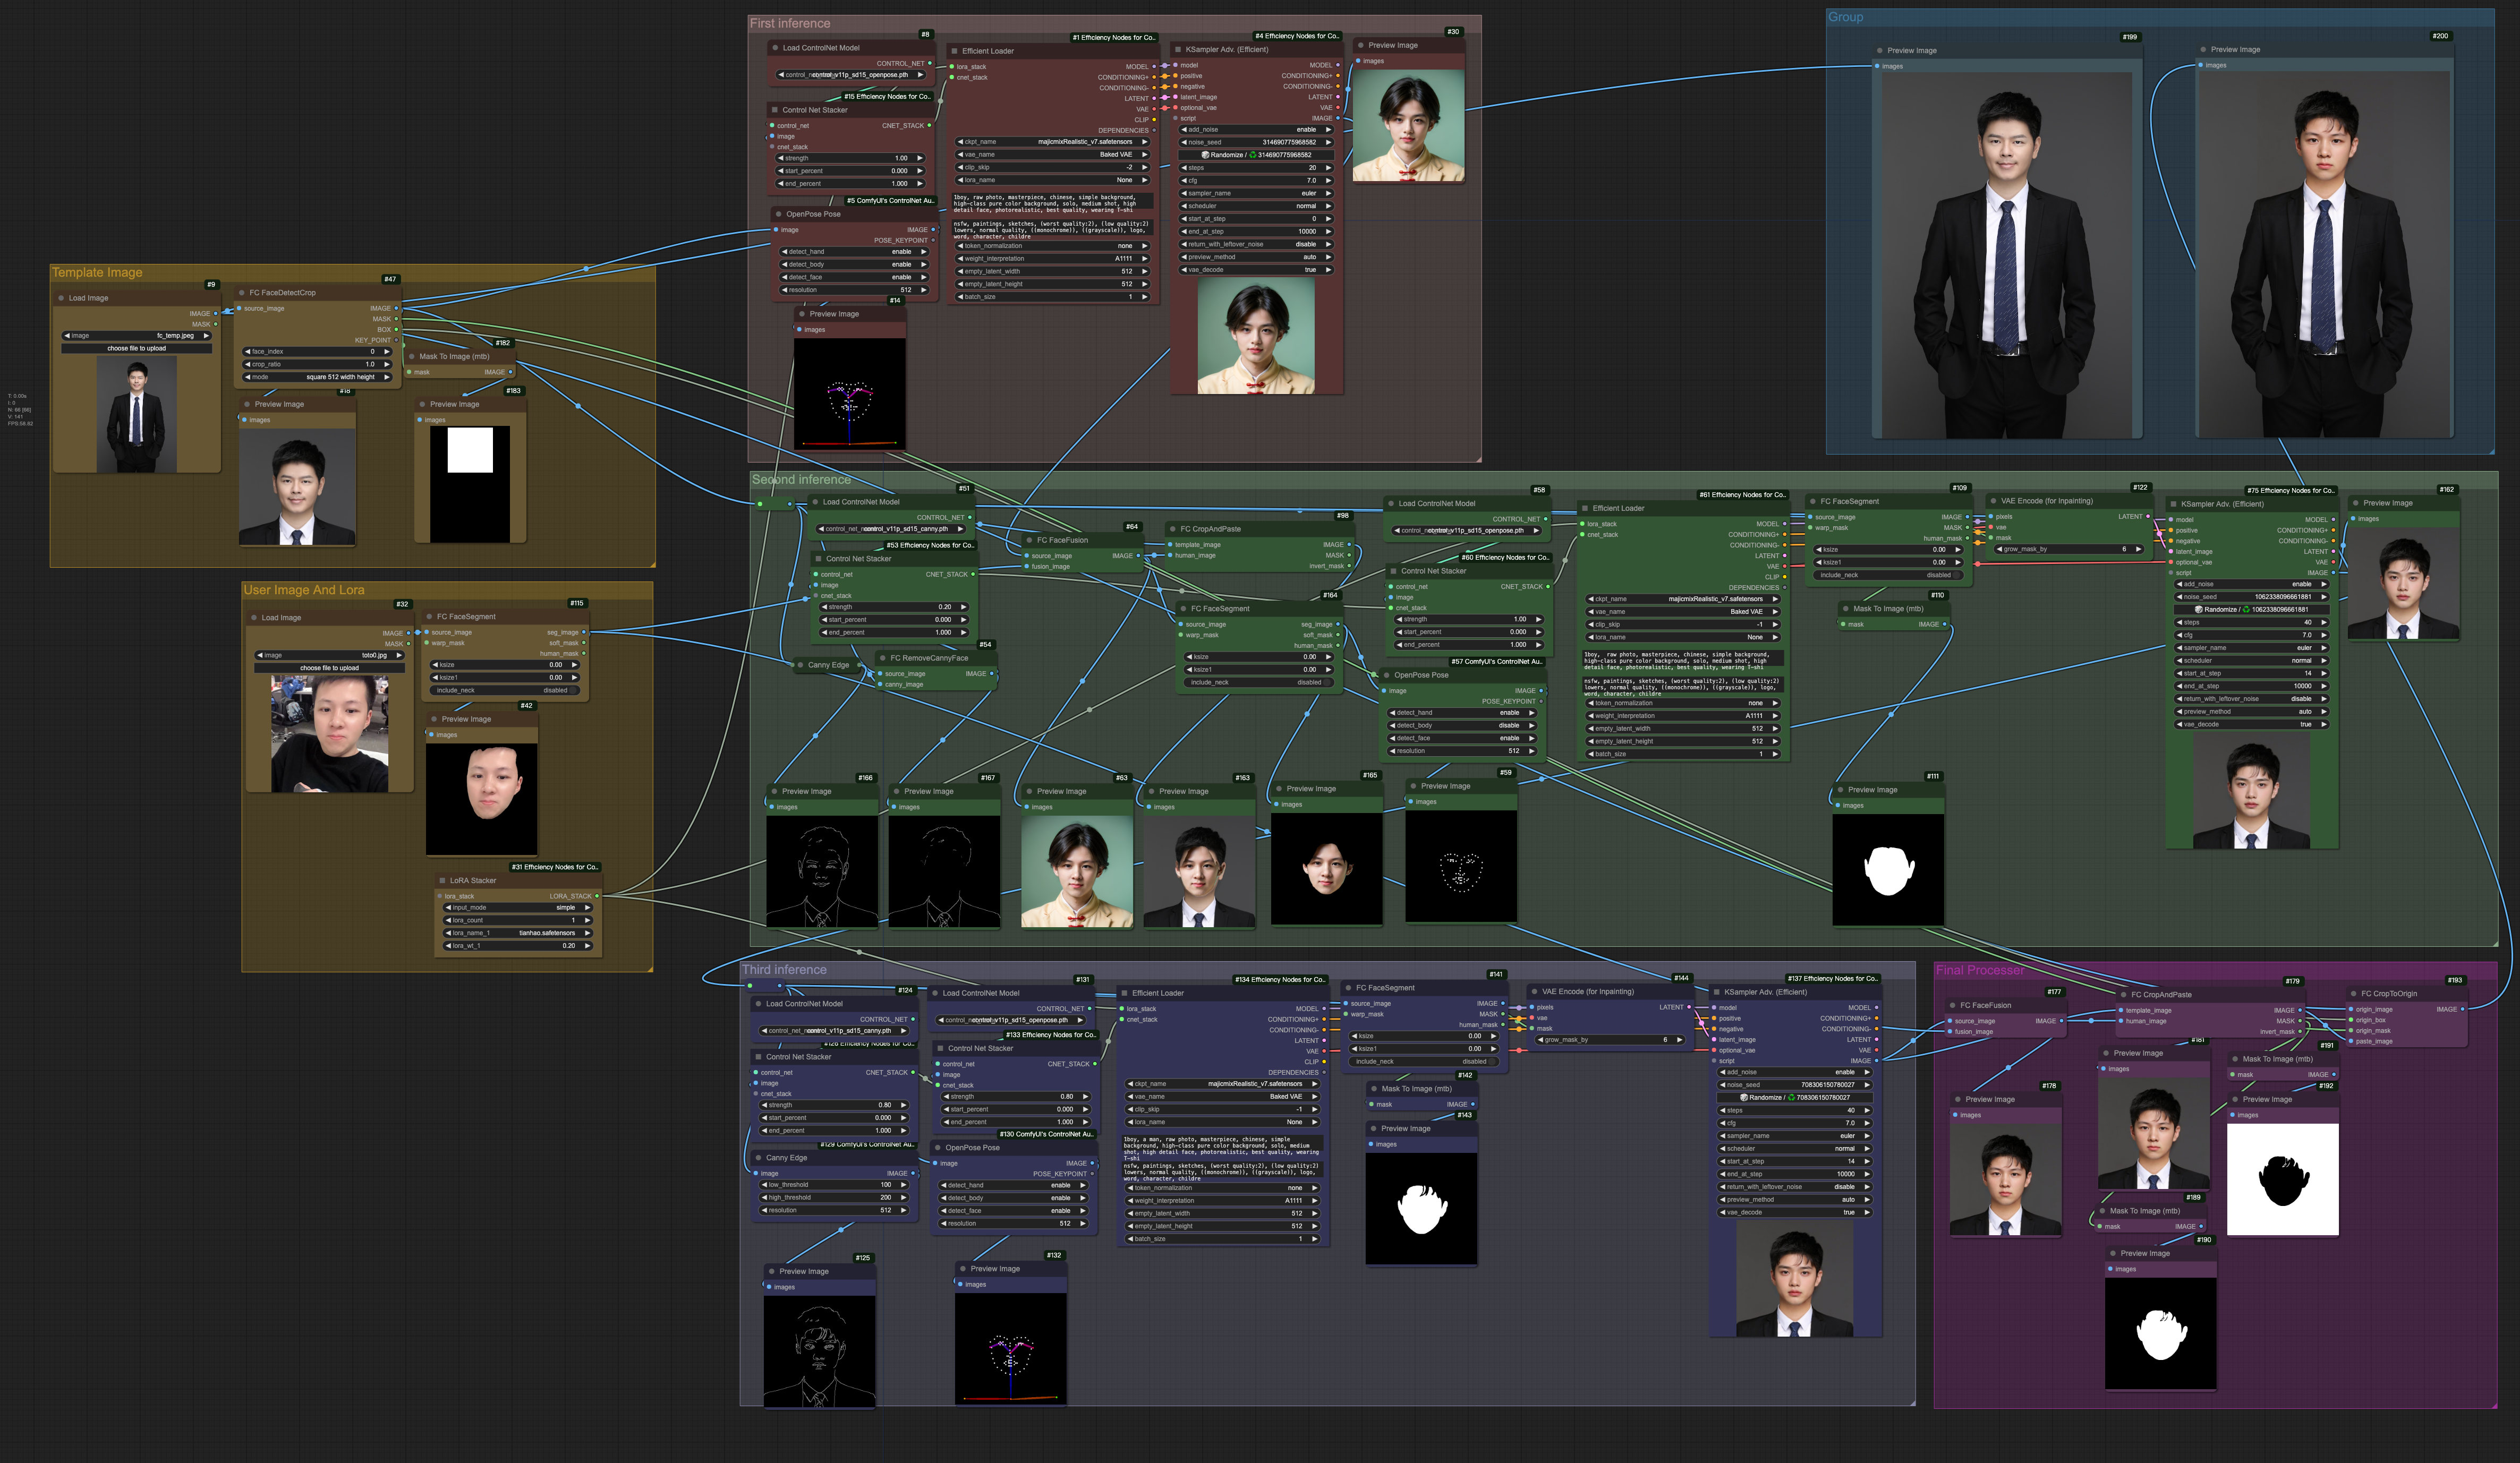 T: 0.00s
I: 0
N: 66 [66]
V: 141
FPS:58.82
Template Image
#9
Load Image
IMAGE
MASK
image fc_temp.jpeg
choose file to upload
#47
FC FaceDetectCrop
source_image IMAGE
MASK
BOX
KEY_POINT
face_index 0
crop_ratio 1.0
mode square 512 width height
#182
Mask To Image (mtb)
mask IMAGE
#18
Preview Image
images
#183
Preview Image
images
User Image And Lora
#32
Load Image
IMAGE
MASK
image toto0.jpg
choose file to upload
#115
FC FaceSegment
source_image seg_image
warp_mask soft_mask
human_mask
ksize 0.00
ksize1 0.00
include_neck disabled
#42
Preview Image
images
#31 Efficiency Nodes for Co..
LoRA Stacker
lora_stack LORA_STACK
input_mode simple
lora_count 1
lora_name_1 tianhao.safetensors
lora_wt_1 0.20
First inference
#8
Load ControlNet Model
CONTROL_NET
control_v11p_sd15_openpose.pth
#15 Efficiency Nodes for Co..
Control Net Stacker
control_net CNET_STACK
image
cnet_stack
strength 1.00
start_percent 0.000
end_percent 1.000
#5 ComfyUI's ControlNet Au..
OpenPose Pose
image IMAGE
POSE_KEYPOINT
detect_hand enable
detect_body enable
detect_face enable
resolution 512
#14
Preview Image
images
#1 Efficiency Nodes for Co..
Efficient Loader
lora_stack MODEL
cnet_stack CONDITIONING+
CONDITIONING-
LATENT
VAE
CLIP
DEPENDENCIES
ckpt_name majicmixRealistic_v7.safetensors
vae_name Baked VAE
clip_skip -2
lora_name None
1boy, raw photo, masterpiece, chinese, simple background,
high-class pure color background, solo, medium shot, high
detail face, photorealistic, best quality, wearing T-shi
nsfw, paintings, sketches, (worst quality:2), (low quality:2)
lowers, normal quality, ((monochrome)), ((grayscale)), logo,
word, character, childre
token_normalization none
weight_interpretation A1111
empty_latent_width 512
empty_latent_height 512
batch_size 1
#4 Efficiency Nodes for Co..
KSampler Adv. (Efficient)
model MODEL
positive CONDITIONING+
negative CONDITIONING-
latent_image LATENT
optional_vae VAE
script IMAGE
add_noise enable
noise_seed 314690775968582
Randomize / 314690775968582
steps 20
cfg 7.0
sampler_name euler
scheduler normal
start_at_step 0
end_at_step 10000
return_with_leftover_noise disable
preview_method auto
vae_decode true
#30
Preview Image
images
Group
#199
Preview Image
images
#200
Preview Image
images
Second inference
#51
Load ControlNet Model
CONTROL_NET
control_v11p_sd15_canny.pth
#53 Efficiency Nodes for Co..
Control Net Stacker
control_net CNET_STACK
image
cnet_stack
strength 0.20
start_percent 0.000
end_percent 1.000
#54
Canny Edge
FC RemoveCannyFace
source_image IMAGE
canny_image
#64
FC FaceFusion
source_image IMAGE
fusion_image
#98
FC CropAndPaste
template_image IMAGE
human_image MASK
invert_mask
#164
FC FaceSegment
source_image seg_image
warp_mask soft_mask
human_mask
ksize 0.00
ksize1 0.00
include_neck disabled
#58
Load ControlNet Model
CONTROL_NET
control_v11p_sd15_openpose.pth
#60 Efficiency Nodes for Co..
Control Net Stacker
control_net CNET_STACK
image
cnet_stack
strength 1.00
start_percent 0.000
end_percent 1.000
#57 ComfyUI's ControlNet Au..
OpenPose Pose
image IMAGE
POSE_KEYPOINT
detect_hand enable
detect_body disable
detect_face enable
resolution 512
#61 Efficiency Nodes for Co..
Efficient Loader
lora_stack MODEL
cnet_stack CONDITIONING+
CONDITIONING-
LATENT
VAE
CLIP
DEPENDENCIES
ckpt_name majicmixRealistic_v7.safetensors
vae_name Baked VAE
clip_skip -1
lora_name None
1boy, raw photo, masterpiece, chinese, simple background,
high-class pure color background, solo, medium shot, high
detail face, photorealistic, best quality, wearing T-shi
nsfw, paintings, sketches, (worst quality:2), (low quality:2)
lowers, normal quality, ((monochrome)), ((grayscale)), logo,
word, character, childre
token_normalization none
weight_interpretation A1111
empty_latent_width 512
empty_latent_height 512
batch_size 1
#109
FC FaceSegment
source_image IMAGE
warp_mask MASK
human_mask
ksize 0.00
ksize1 0.00
include_neck disabled
#110
Mask To Image (mtb)
mask IMAGE
#122
VAE Encode (for Inpainting)
pixels LATENT
vae
mask
grow_mask_by 6
#75 Efficiency Nodes for Co..
KSampler Adv. (Efficient)
model MODEL
positive CONDITIONING+
negative CONDITIONING-
latent_image LATENT
optional_vae VAE
script IMAGE
add_noise enable
noise_seed 1062338096661881
Randomize / 1062338096661881
steps 40
cfg 7.0
sampler_name euler
scheduler normal
start_at_step 14
end_at_step 10000
return_with_leftover_noise disable
preview_method auto
vae_decode true
#162
Preview Image
images
#166
Preview Image
images
#167
Preview Image
images
#63
Preview Image
images
#163
Preview Image
images
#165
Preview Image
images
#59
Preview Image
images
#111
Preview Image
images
Third inference
#124
Load ControlNet Model
CONTROL_NET
control_v11p_sd15_canny.pth
#126 Efficiency Nodes for Co..
Control Net Stacker
control_net CNET_STACK
image
cnet_stack
strength 0.80
start_percent 0.000
end_percent 1.000
#129 ComfyUI's ControlNet Au..
Canny Edge
image IMAGE
low_threshold 100
high_threshold 200
resolution 512
#125
Preview Image
images
#131
Load ControlNet Model
CONTROL_NET
control_v11p_sd15_openpose.pth
#133 Efficiency Nodes for Co..
Control Net Stacker
control_net CNET_STACK
image
cnet_stack
strength 0.80
start_percent 0.000
end_percent 1.000
#130 ComfyUI's ControlNet Au..
OpenPose Pose
image IMAGE
POSE_KEYPOINT
detect_hand enable
detect_body enable
detect_face enable
resolution 512
#132
Preview Image
images
#134 Efficiency Nodes for Co..
Efficient Loader
lora_stack MODEL
cnet_stack CONDITIONING+
CONDITIONING-
LATENT
VAE
CLIP
DEPENDENCIES
ckpt_name majicmixRealistic_v7.safetensors
vae_name Baked VAE
clip_skip -1
lora_name None
1boy, a man, raw photo, masterpiece, chinese, simple
background, high-class pure color background, solo, medium
shot, high detail face, photorealistic, best quality, wearing
T-shi
nsfw, paintings, sketches, (worst quality:2), (low quality:2)
lowers, normal quality, ((monochrome)), ((grayscale)), logo,
word, character, childre
token_normalization none
weight_interpretation A1111
empty_latent_width 512
empty_latent_height 512
batch_size 1
#141
FC FaceSegment
source_image IMAGE
warp_mask MASK
human_mask
ksize 0.00
ksize1 0.00
include_neck disabled
#142
Mask To Image (mtb)
mask IMAGE
#143
Preview Image
images
#144
VAE Encode (for Inpainting)
pixels LATENT
vae
mask
grow_mask_by 6
#137 Efficiency Nodes for Co..
KSampler Adv. (Efficient)
model MODEL
positive CONDITIONING+
negative CONDITIONING-
latent_image LATENT
optional_vae VAE
script IMAGE
add_noise enable
noise_seed 708306150780027
Randomize / 708306150780027
steps 40
cfg 7.0
sampler_name euler
scheduler normal
start_at_step 14
end_at_step 10000
return_with_leftover_noise disable
preview_method auto
vae_decode true
Final Processer
#177
FC FaceFusion
source_image IMAGE
fusion_image
#178
Preview Image
images
#179
FC CropAndPaste
template_image IMAGE
human_image MASK
invert_mask
#181
Preview Image
images
#189
Mask To Image (mtb)
mask IMAGE
#190
Preview Image
images
#193
FC CropToOrigin
origin_image IMAGE
origin_box
origin_mask
paste_image
#191
Mask To Image (mtb)
mask IMAGE
#192
Preview Image
images